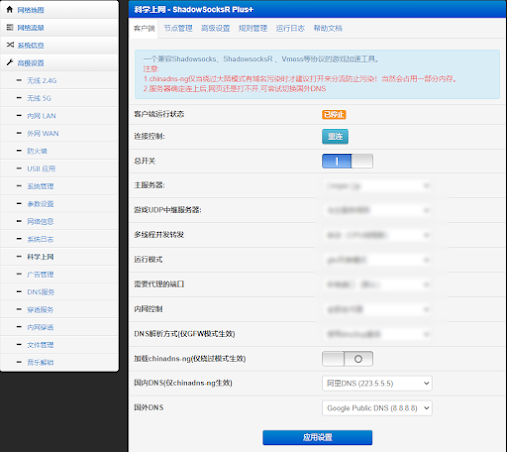 网络地图
网络流量
系统信息
高级设置
无线 2.4G
无线 5G
内网 LAN
外网 WAN
防火墙
USB 应用
系统管理
参数设置
网络信息
系统日志
科学上网
广告管理
DNS服务
穿透服务
内网穿透
文件管理
音乐解锁
科学上网 - ShadowSocksR Plus+
客户端 节点管理 高级设置 规则管理 运行日志 帮助文档
一个兼容Shadowsocks、ShadowsocksR 、Vmess等协议的游戏加速工具。
注意
1.chinadns-ng仅当绕过大陆模式有域名污染时才建议打开来分流防止污染！当然会占用一部分内存。
2.服务器确定连上后,网页还是打不开,可尝试切换国外DNS
客户端运行状态 已停止
连接控制: 重连
总开关
主服务器:
游戏UDP中继服务器:
多线程并发转发
运行模式
需要代理的端口
内网控制
DNS解析方式(仅GFW模式生效)
加载chinadns-ng(仅绕过模式生效)
国内DNS(仅chinadns-ng生效) 阿里DNS (223.5.5.5)
国外DNS Google Public DNS (8.8.8.8)
应用设置